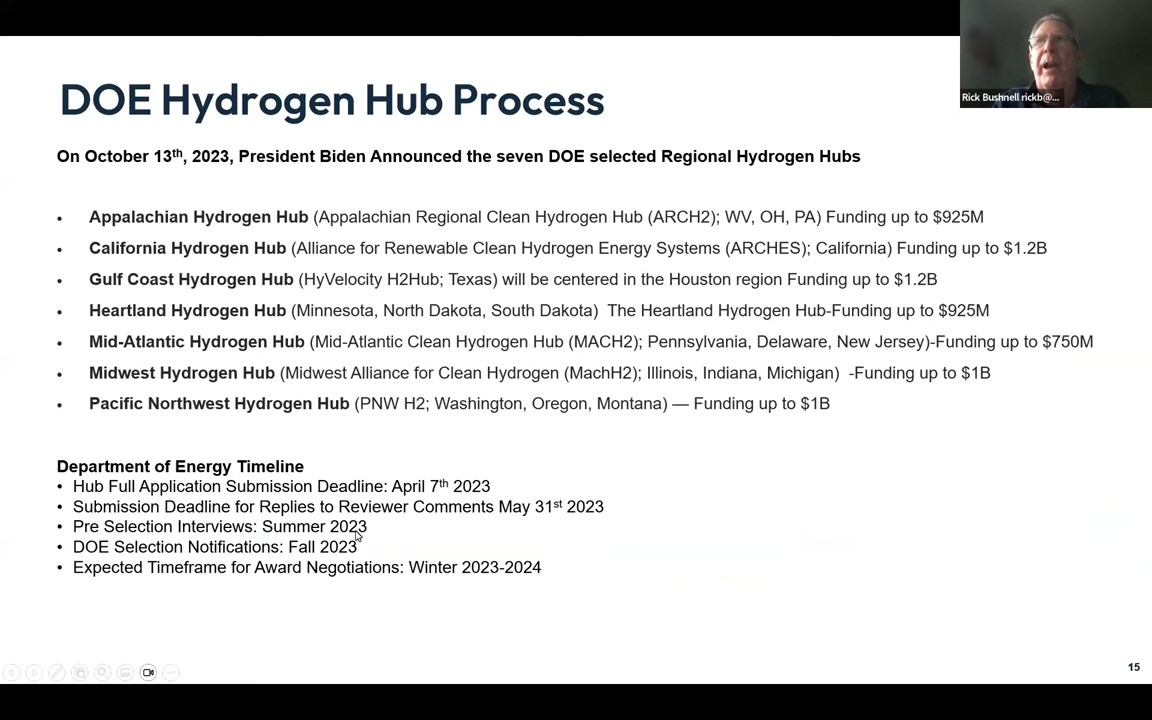 Rick Bushnell rickb@...
DOE Hydrogen Hub Process
On October 13th, 2023, President Biden Announced the seven DOE selected Regional Hydrogen Hubs
• Appalachian Hydrogen Hub (Appalachian Regional Clean Hydrogen Hub (ARCH2); WV, OH, PA) Funding up to $925M
• California Hydrogen Hub (Alliance for Renewable Clean Hydrogen Energy Systems (ARCHES); California) Funding up to $1.2B
• Gulf Coast Hydrogen Hub (HyVelocity H2Hub; Texas) will be centered in the Houston region Funding up to $1.2B
• Heartland Hydrogen Hub (Minnesota, North Dakota, South Dakota)  The Heartland Hydrogen Hub-Funding up to $925M
• Mid-Atlantic Hydrogen Hub (Mid-Atlantic Clean Hydrogen Hub (MACH2); Pennsylvania, Delaware, New Jersey)-Funding up to $750M
• Midwest Hydrogen Hub (Midwest Alliance for Clean Hydrogen (MachH2); Illinois, Indiana, Michigan)  -Funding up to $1B
• Pacific Northwest Hydrogen Hub (PNW H2; Washington, Oregon, Montana) — Funding up to $1B
Department of Energy Timeline
• Hub Full Application Submission Deadline: April 7th 2023
• Submission Deadline for Replies to Reviewer Comments May 31st 2023
• Pre Selection Interviews: Summer 2023
• DOE Selection Notifications: Fall 2023
• Expected Timeframe for Award Negotiations: Winter 2023-2024
15